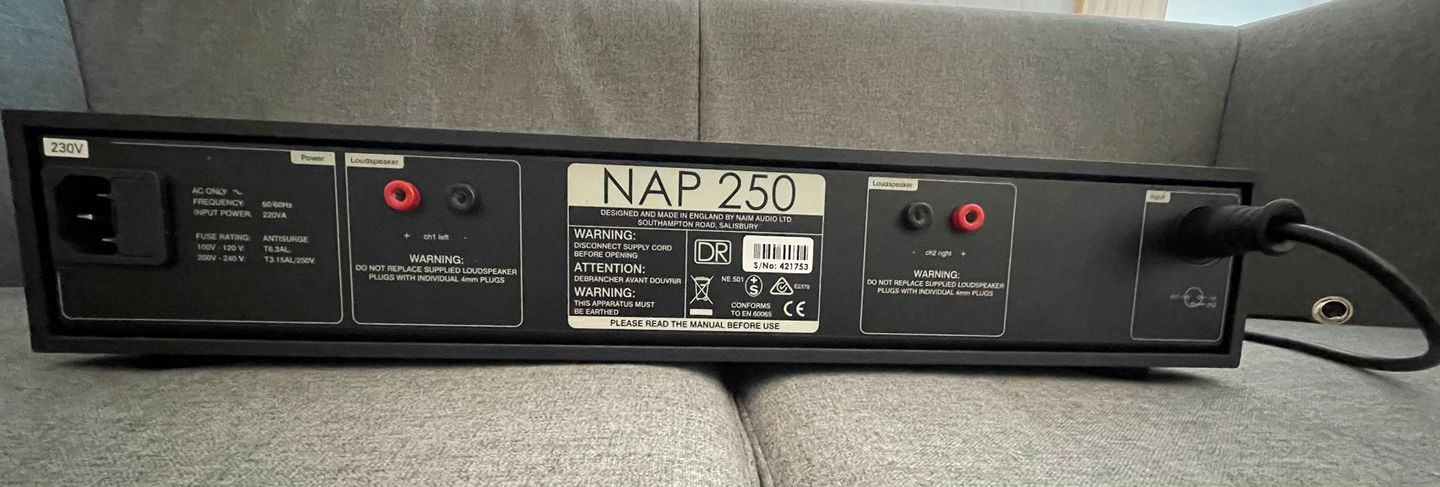 230V
Power
AC ONLY
FREQUENCY: 50/60Hz
INPUT POWER: 220VA
FUSE RATING: ANTISURGE
100V - 120 V: T6.3AL.
200V - 240 V: T3.15AL/250V.
Loudspeaker
+ ch1 left -
WARNING:
DO NOT REPLACE SUPPLIED LOUDSPEAKER
PLUGS WITH INDIVIDUAL 4mm PLUGS
NAP 250
DESIGNED AND MADE IN ENGLAND BY NAIM AUDIO LTD.
SOUTHAMPTON ROAD, SALISBURY
WARNING:
DISCONNECT SUPPLY CORD
BEFORE OPENING
ATTENTION:
DEBRANCHER AVANT DOUVRIR
WARNING:
THIS APPARATUS MUST
BE EARTHED
DR
S/No: 421753
NE 501
S
E2378
CONFORMS
TO EN 60065
CE
PLEASE READ THE MANUAL BEFORE USE
Loudspeaker
- ch2 right +
WARNING:
DO NOT REPLACE SUPPLIED LOUDSPEAKER
PLUGS WITH INDIVIDUAL 4mm PLUGS
Input